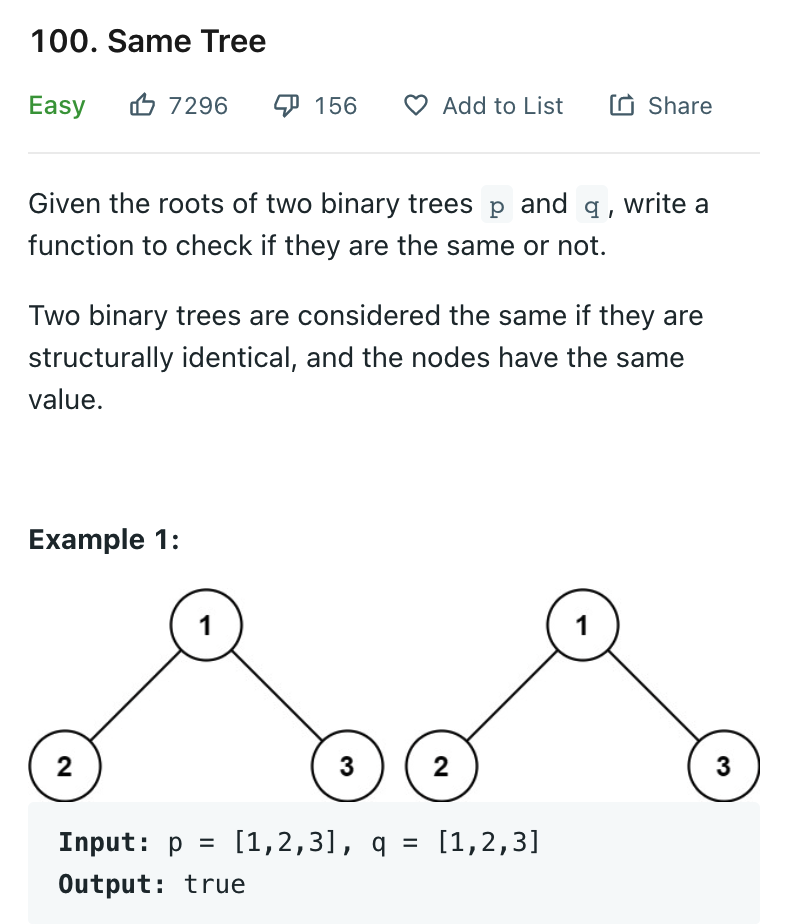 100. Same Tree
Easy 7296 156 Add to List Share
Given the roots of two binary trees p and q, write a
function to check if they are the same or not.
Two binary trees are considered the same if they are
structurally identical, and the nodes have the same
value.
Example 1:
1 1
2 3 2 3
Input: p = [1,2,3], q = [1,2,3]
Output: true